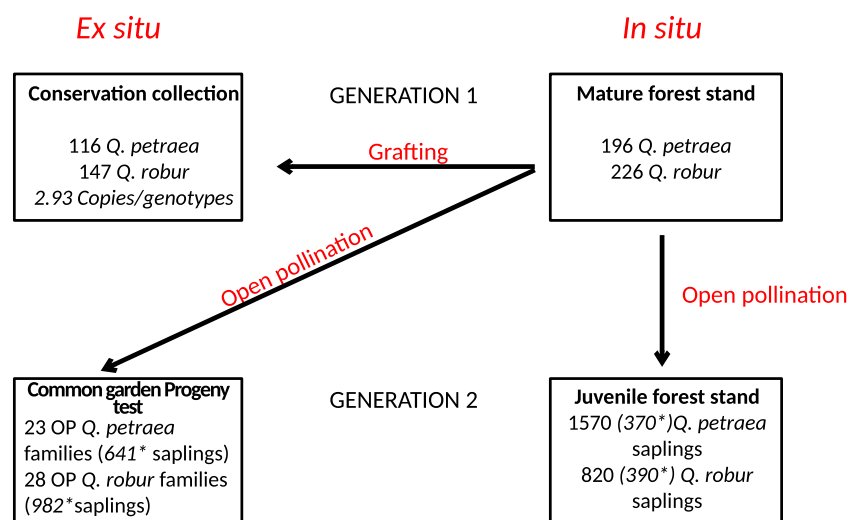 Ex situ
In situ
Conservation collection
116 Q. petraea
147 Q. robur
2.93 Copies/genotypes
GENERATION 1
Mature forest stand
196 Q. petraea
226 Q. robur
Grafting
Open pollination
Open pollination
Common garden Progeny
test
23 OP Q. petraea
families (641* saplings)
28 OP Q. robur families
(982*saplings)
GENERATION 2
Juvenile forest stand
1570 (370*)Q. petraea
saplings
820 (390*) Q. robur
saplings